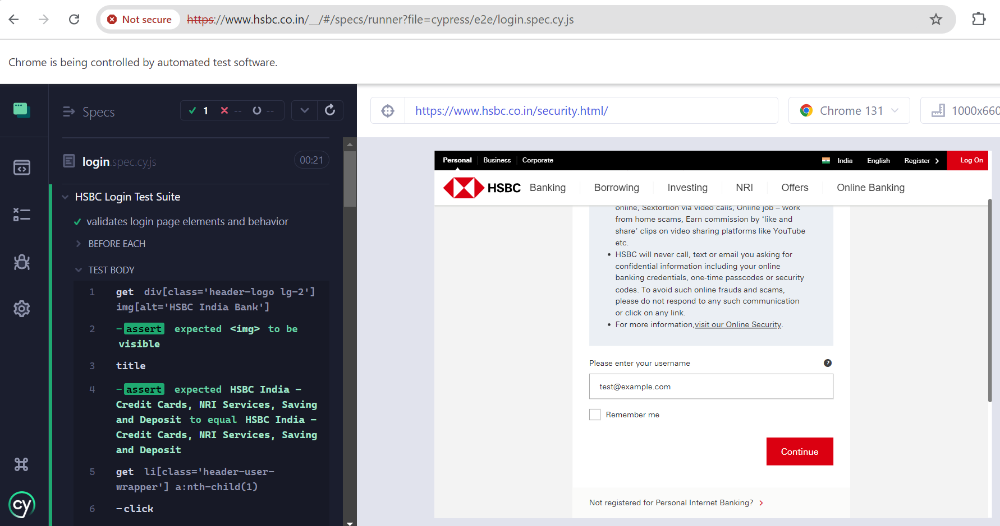 Not secure https://www.hsbc.co.in/__/#/specs/runner?file=cypress/e2e/login.spec.cy.js
Chrome is being controlled by automated test software.
Specs 1 -- --
login.spec.cy.js 00:21
HSBC Login Test Suite
validates login page elements and behavior
BEFORE EACH
TEST BODY
1 get div[class='header-logo lg-2']
img[alt='HSBC India Bank']
2 -assert expected <img> to be
visible
3 title
4 -assert expected HSBC India -
Credit Cards, NRI Services, Saving
and Deposit to equal HSBC India -
Credit Cards, NRI Services, Saving
and Deposit
5 get li[class='header-user-
wrapper'] a:nth-child(1)
6 -click
cy
https://www.hsbc.co.in/security.html/ Chrome 131 1000x660
Personal Business Corporate India English Register Log On
HSBC Banking Borrowing Investing NRI Offers Online Banking
online, Sextortion via video calls, Online job – work
from home scams, Earn commission by 'like and
share' clips on video sharing platforms like YouTube
etc.
• HSBC will never call, text or email you asking for
confidential information including your online
banking credentials, one-time passcodes or security
codes. To avoid such online frauds and scams,
please do not respond to any such communication
or click on any link.
• For more information,visit our Online Security.
Please enter your username ?
test@example.com
Remember me
Continue
Not registered for Personal Internet Banking?